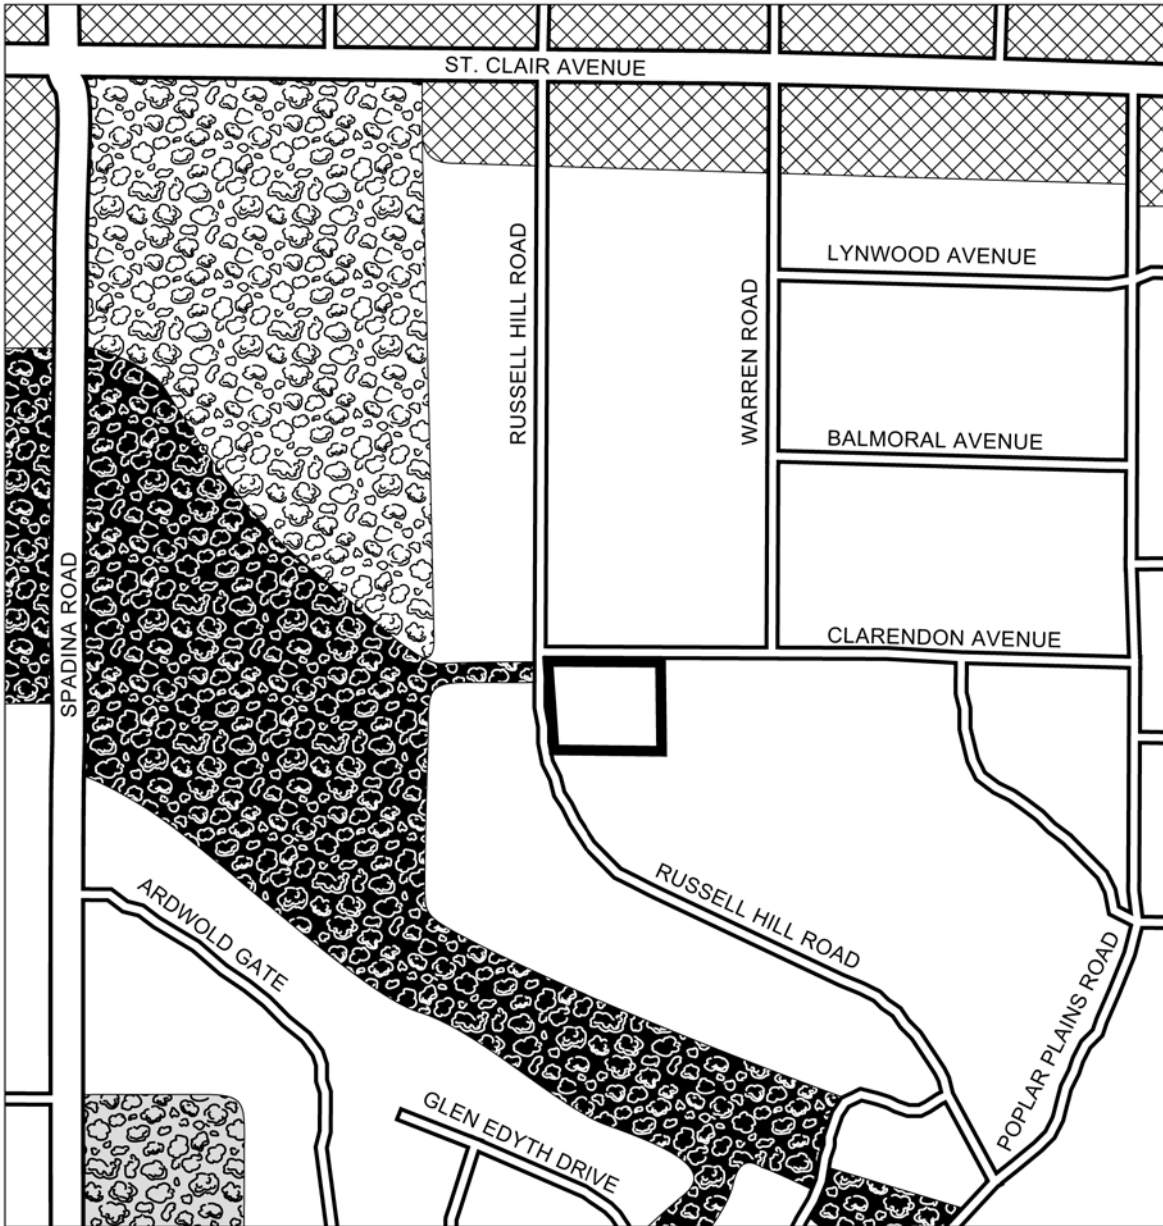 ST. CLAIR AVENUE
RUSSELL HILL ROAD
WARREN ROAD
LYNWOOD AVENUE
BALMORAL AVENUE
SPADINA ROAD
CLARENDON AVENUE
ARDWOLD GATE
RUSSELL HILL ROAD
POPLAR PLAINS ROAD
GLEN EDYTH DRIVE